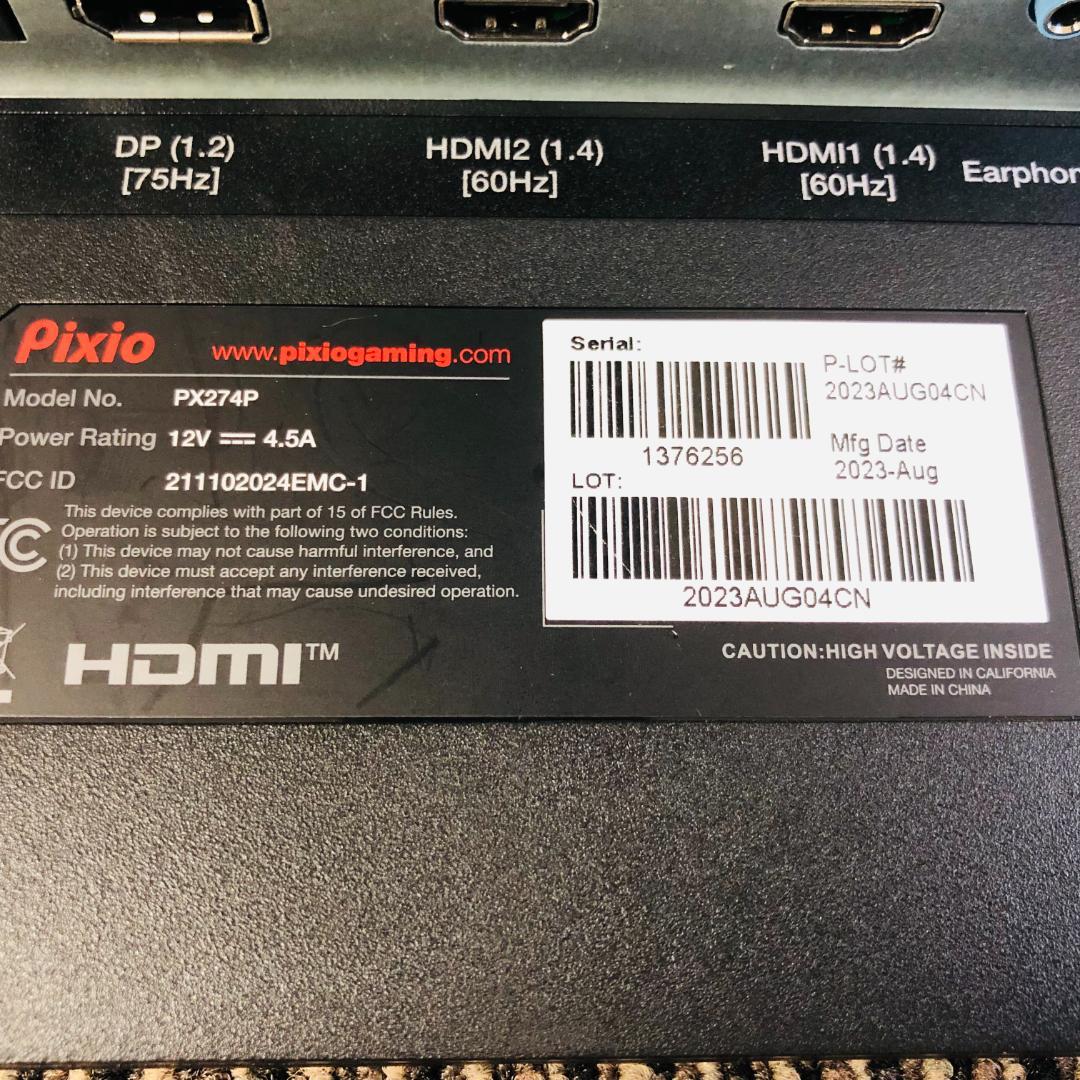 DP (1.2)
[75Hz]
HDMI2 (1.4)
[60Hz]
HDMI1 (1.4)
[60Hz]
Pixio
www.pixiogaming.com
Model No. PX274P
Power Rating 12V 4.5A
FCC ID 211102024EMC-1
This device complies with part of 15 of FCC Rules.
Operation is subject to the following two conditions:
(1) This device may not cause harmful interference, and
(2) This device must accept any interference received,
including interference that may cause undesired operation.
HDMI™
Serial:
1376256
P-LOT#
2023AUG04CN
Mfg Date
2023-Aug
LOT:
2023AUG04CN
CAUTION:HIGH VOLTAGE INSIDE
DESIGNED IN CALIFORNIA
MADE IN CHINA